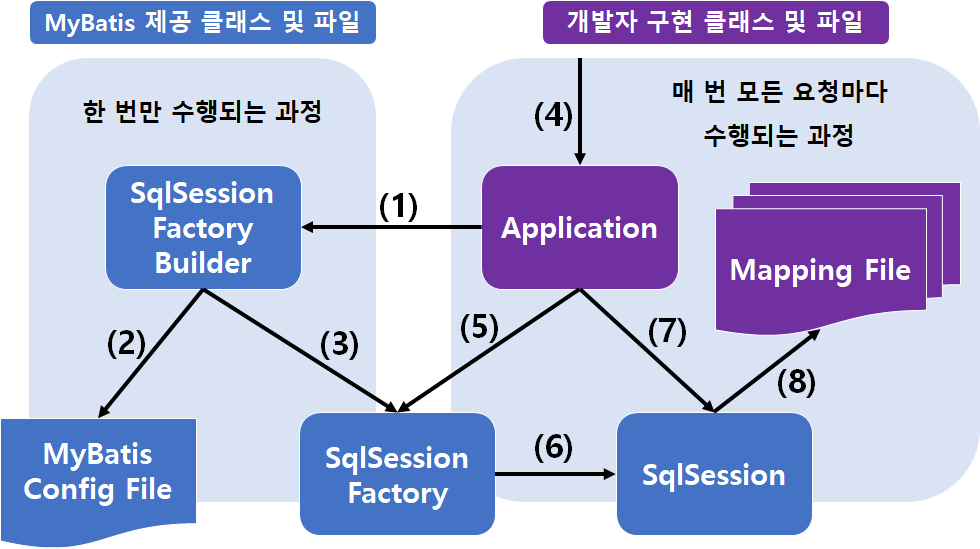 MyBatis 제공 클래스 및 파일
개발자 구현 클래스 및 파일
한 번만 수행되는 과정
매 번 모든 요청마다
수행되는 과정
(4)
SqlSession
Factory
Builder
(1)
Application
Mapping File
(2)
(3)
(5)
(7)
(8)
MyBatis
Config File
SqlSession
Factory
(6)
SqlSession